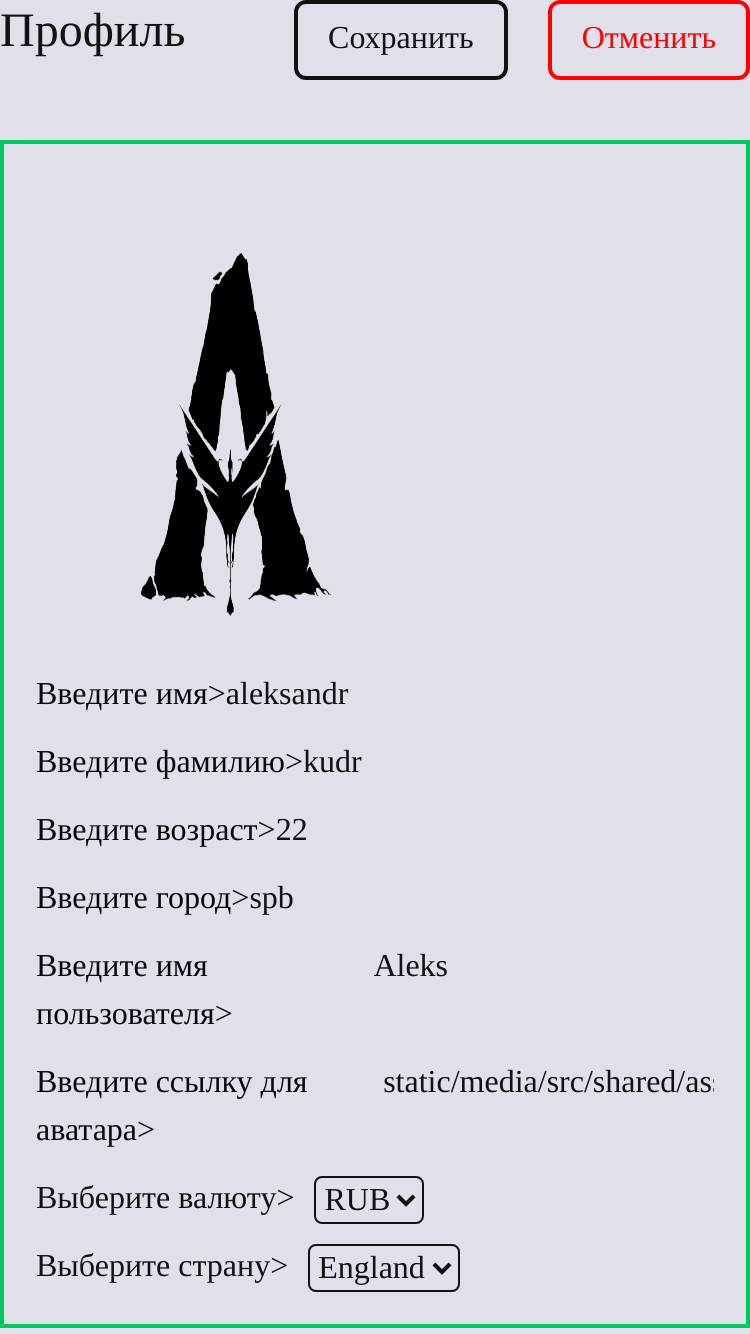 Профиль
Сохранить
Отменить
Введите имя>aleksandr
Введите фамилию>kudr
Введите возраст>22
Введите город>spb
Введите имя пользователя>
Aleks
Введите ссылку для аватара>
static/media/src/shared/as
Выберите валюту> RUB
Выберите страну> England